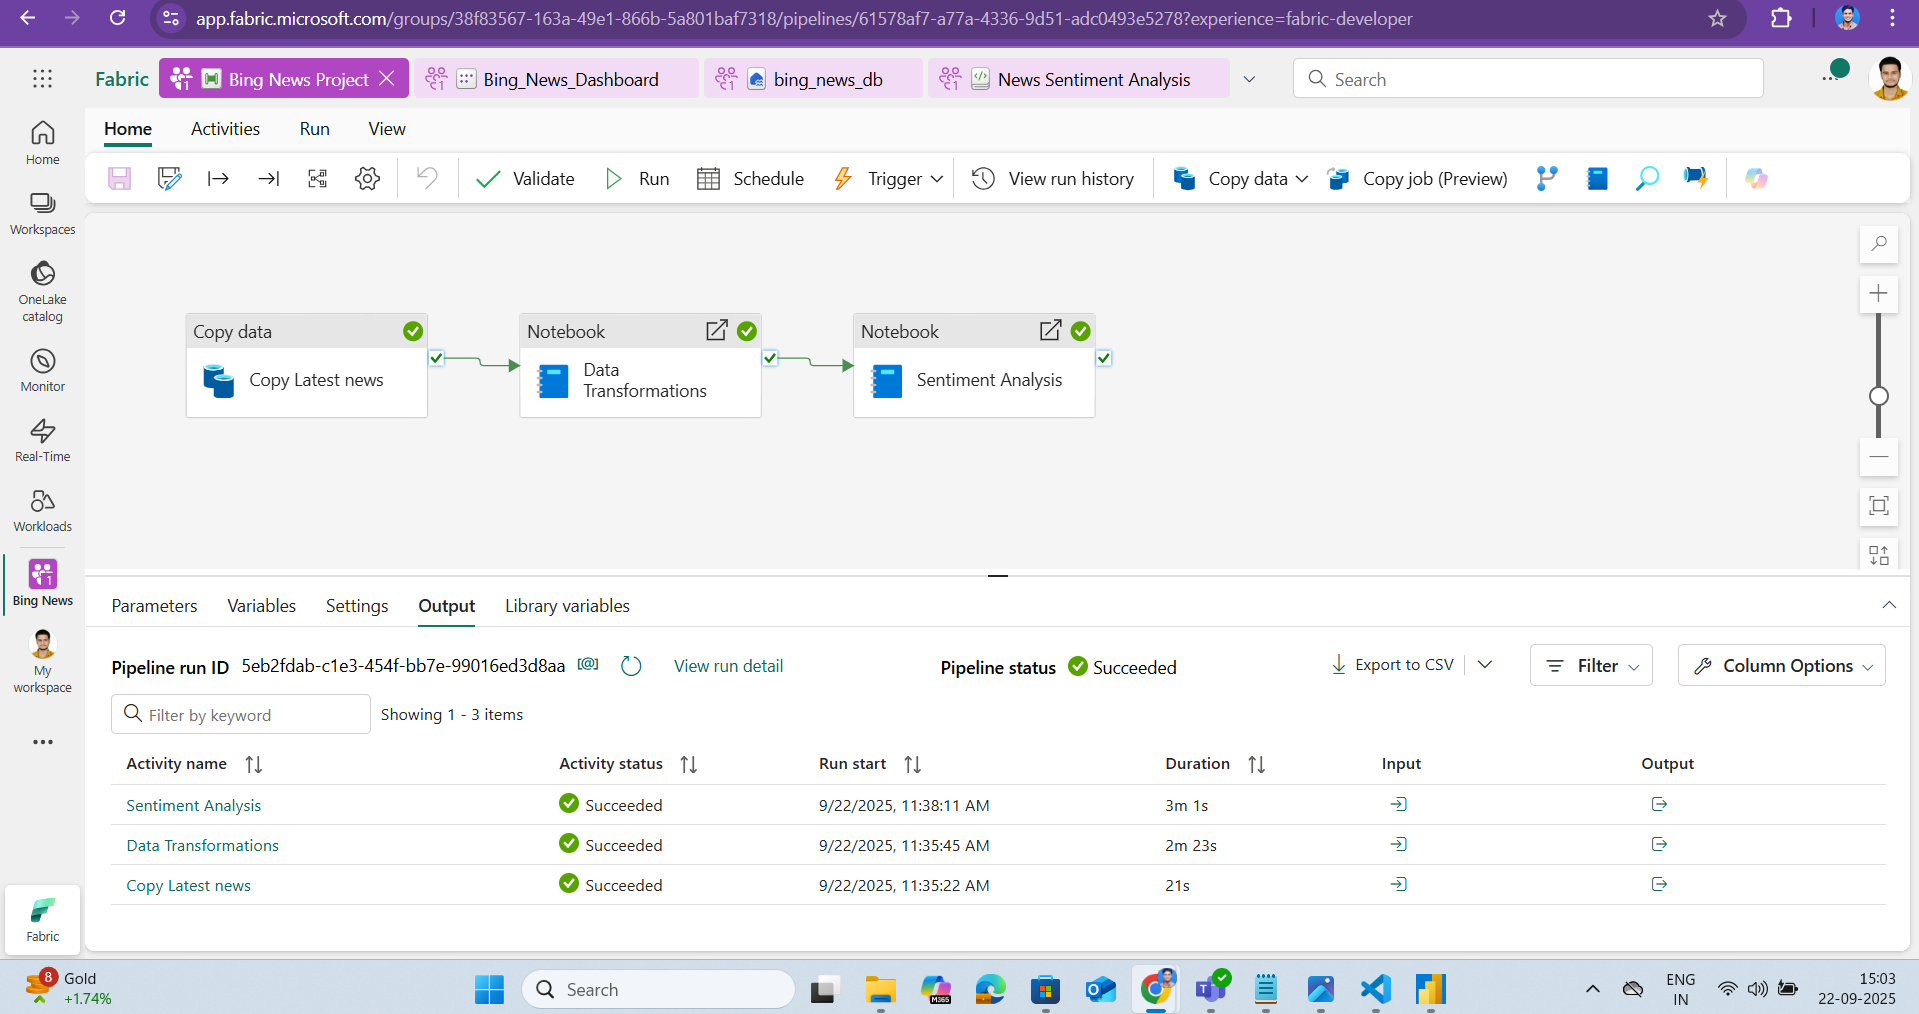 app.fabric.microsoft.com/groups/38f83567-163a-49e1-866b-5a801baf7318/pipelines/61578af7-a77a-4336-9d51-adc0493e5278?experience=fabric-developer
Fabric
1 Bing News Project
Bing_News_Dashboard
bing_news_db
News Sentiment Analysis
Search
Home Activities Run View
Validate Run Schedule Trigger View run history Copy data Copy job (Preview)
Home
Workspaces
OneLake
catalog
Monitor
Real-Time
Workloads
1
Bing News
My
workspace
Fabric
Copy data
Copy Latest news
Notebook
Data
Transformations
Notebook
Sentiment Analysis
Parameters Variables Settings Output Library variables
Pipeline run ID 5eb2fdab-c1e3-454f-bb7e-99016ed3d8aa [@] View run detail Pipeline status Succeeded Export to CSV Filter Column Options
Filter by keyword Showing 1 - 3 items
Activity name Activity status Run start Duration Input Output
Sentiment Analysis Succeeded 9/22/2025, 11:38:11 AM 3m 1s
Data Transformations Succeeded 9/22/2025, 11:35:45 AM 2m 23s
Copy Latest news Succeeded 9/22/2025, 11:35:22 AM 21s
8 Gold
+1.74%
Search
M365
ENG
IN
15:03
22-09-2025